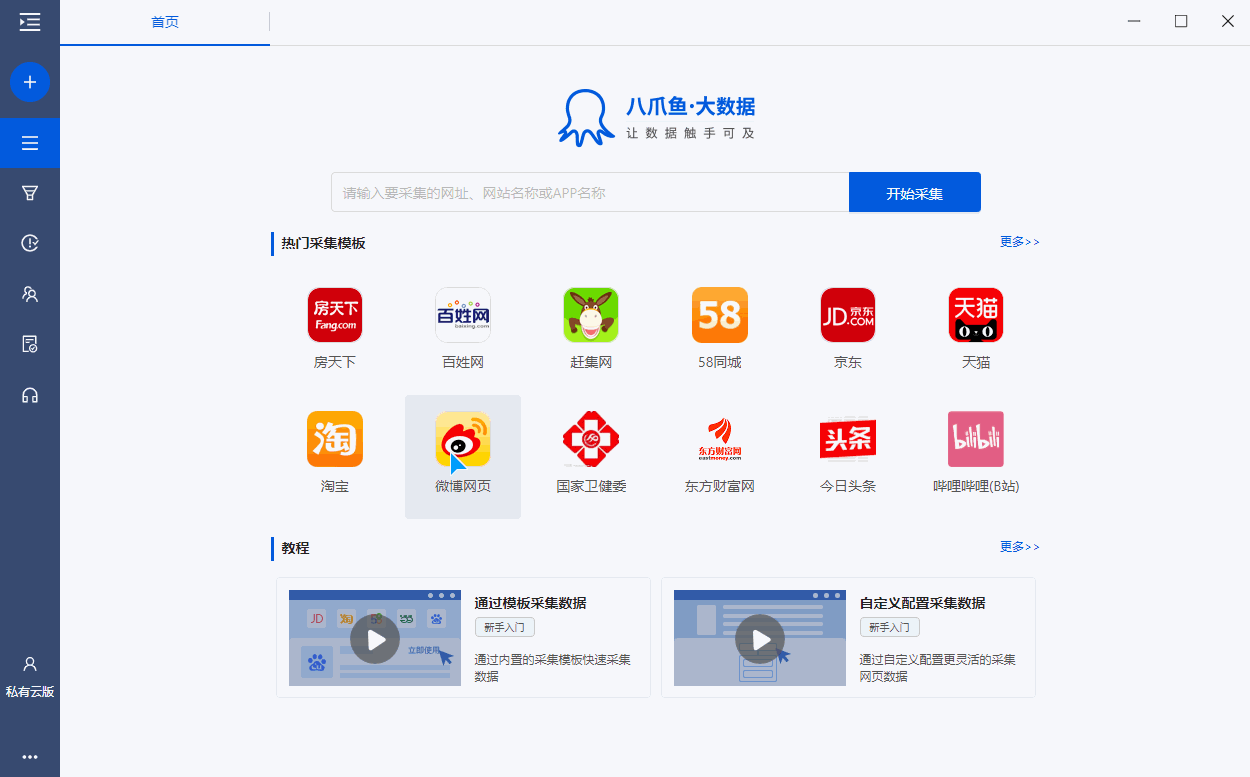 首页
八爪鱼·大数据
让数据触手可及
请输入要采集的网址、网站名称或APP名称
开始采集
热门采集模板
更多>>
房天下
Fang.com
百姓网
baixing.com
58
JD 京东
JD.COM
天猫
房天下
百姓网
赶集网
58同城
京东
天猫
淘
头条
bilibili
东方财富网
eastmoney.com
淘宝
微博网页
国家卫健委
东方财富网
今日头条
哔哩哔哩(B站)
教程
更多>>
JD
淘
58
立即使用
通过模板采集数据
新手入门
通过内置的采集模板快速采集
数据
自定义配置采集数据
新手入门
通过自定义配置更灵活的采集
网页数据
私有云版